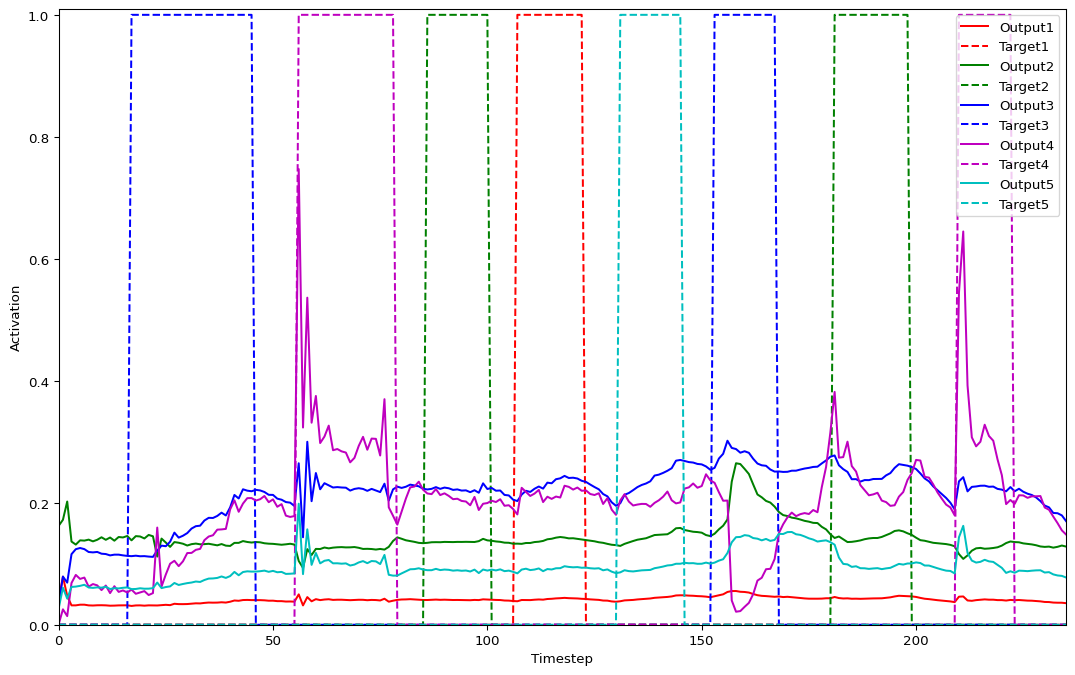 1.0
0.8
0.6
0.4
0.2
0.0
Activation
0
50
100
150
200
Timestep
Output1
Target1
Output2
Target2
Output3
Target3
Output4
Target4
Output5
Target5